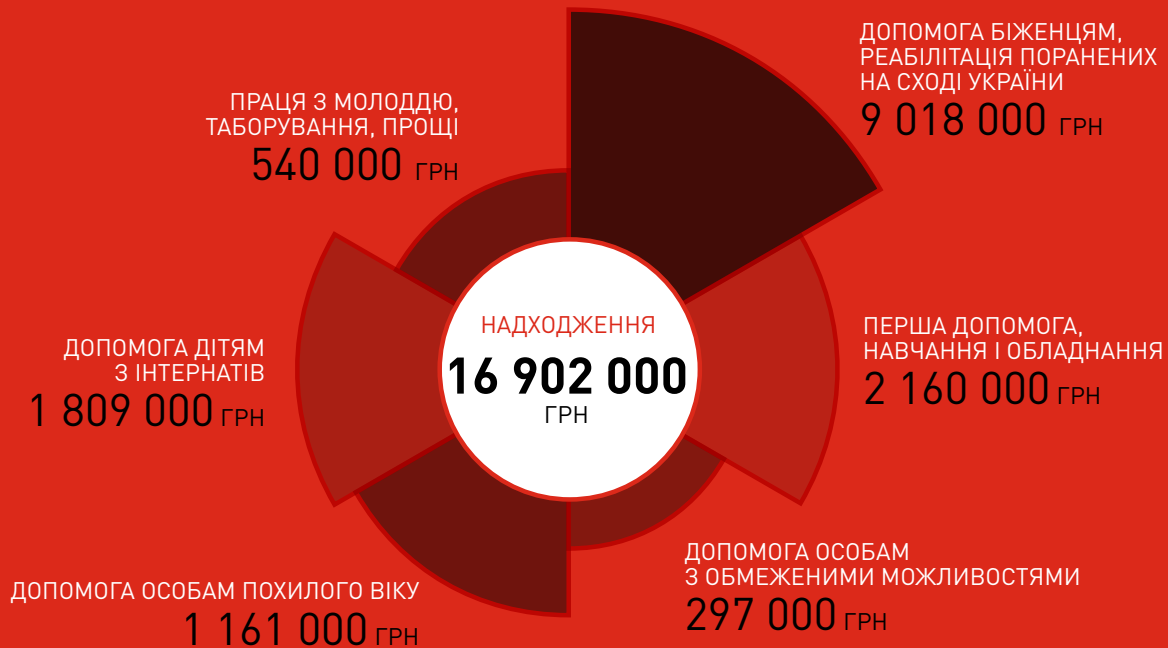 ДОПОМОГА БІЖЕНЦЯМ,
РЕАБІЛІТАЦІЯ ПОРАНЕНИХ
НА СХОДІ УКРАЇНИ
9 018 000 ГРН
ПРАЦЯ З МОЛОДДЮ,
ТАБОРУВАННЯ, ПРОЩІ
540 000 ГРН
НАДХОДЖЕННЯ
16 902 000
ГРН
ПЕРША ДОПОМОГА,
НАВЧАННЯ І ОБЛАДНАННЯ
2 160 000 ГРН
ДОПОМОГА ДІТЯМ
З ІНТЕРНАТІВ
1 809 000 ГРН
ДОПОМОГА ОСОБАМ
З ОБМЕЖЕНИМИ МОЖЛИВОСТЯМИ
297 000 ГРН
ДОПОМОГА ОСОБАМ ПОХИЛОГО ВІКУ
1 161 000 ГРН